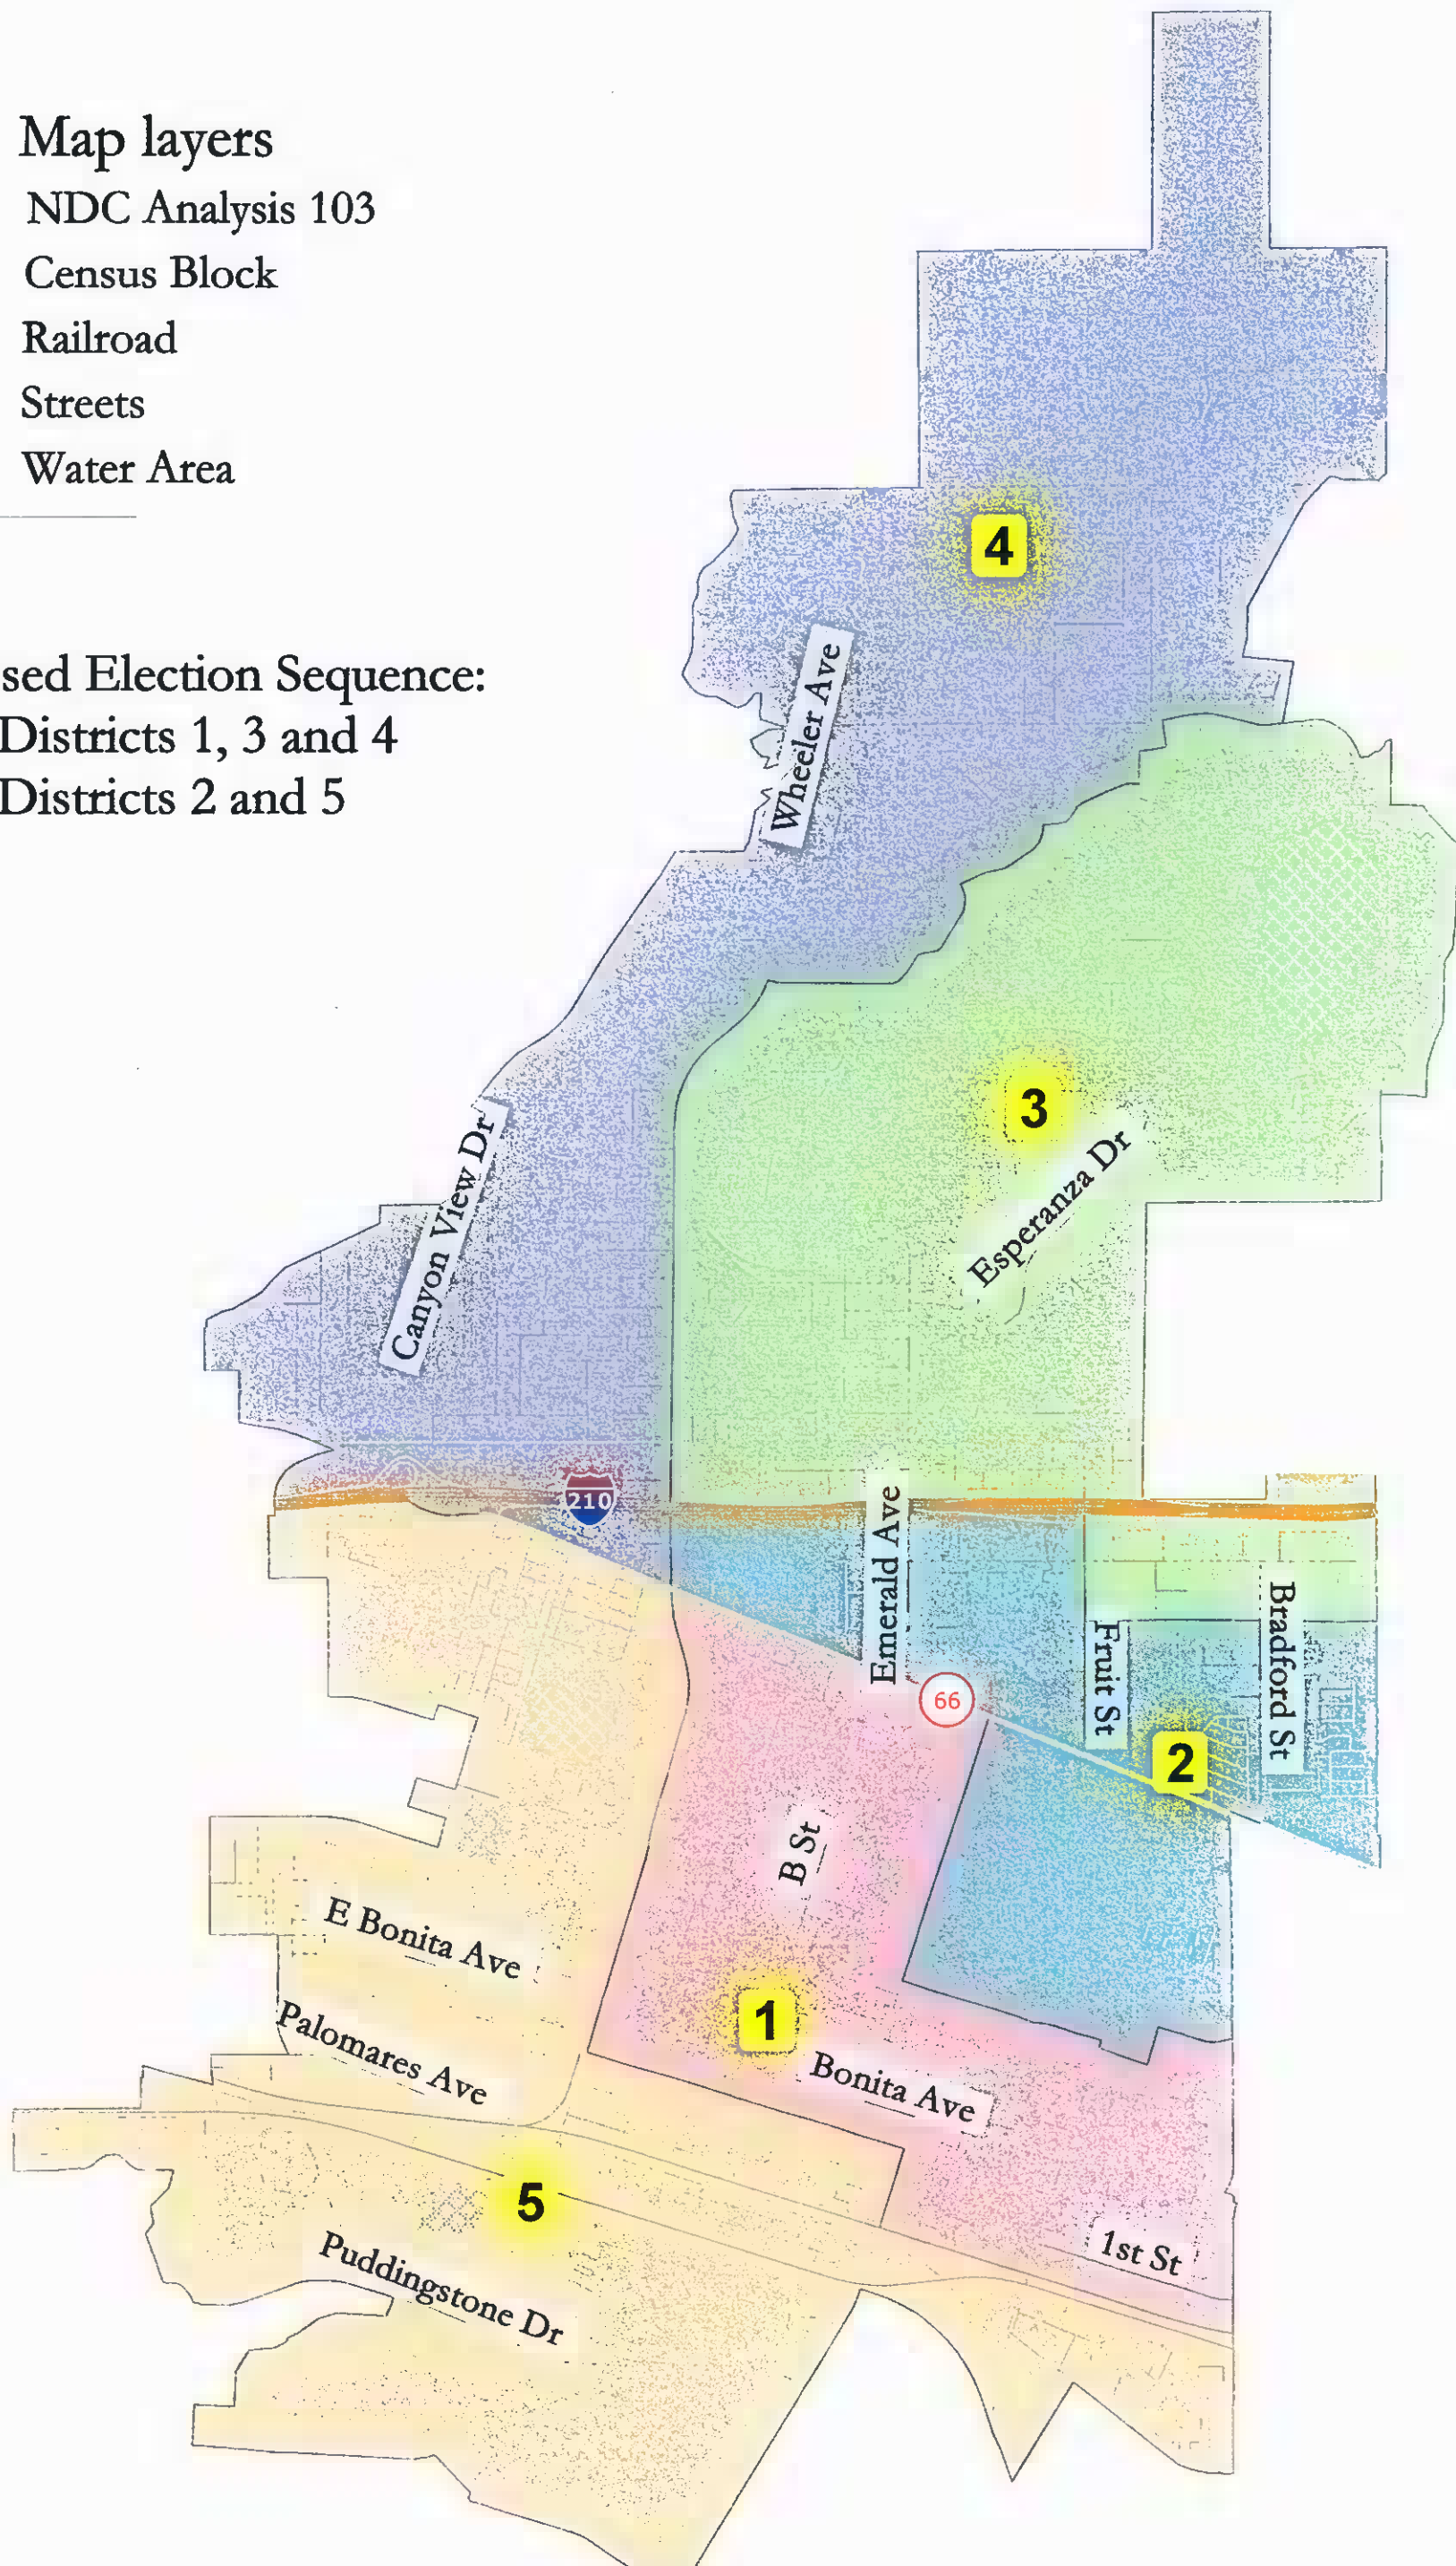 Map layers
NDC Analysis 103
Census Block
Railroad
Streets
Water Area
sed Election Sequence:
Districts 1, 3 and 4
Districts 2 and 5
4
Wheeler Ave
3
Esperanza Dr
Canyon View Dr
210
Emerald Ave
Fruit St
Bradford St
66
2
B St
E Bonita Ave
1
Palomares Ave
Bonita Ave
5
1st St
Puddingstone Dr